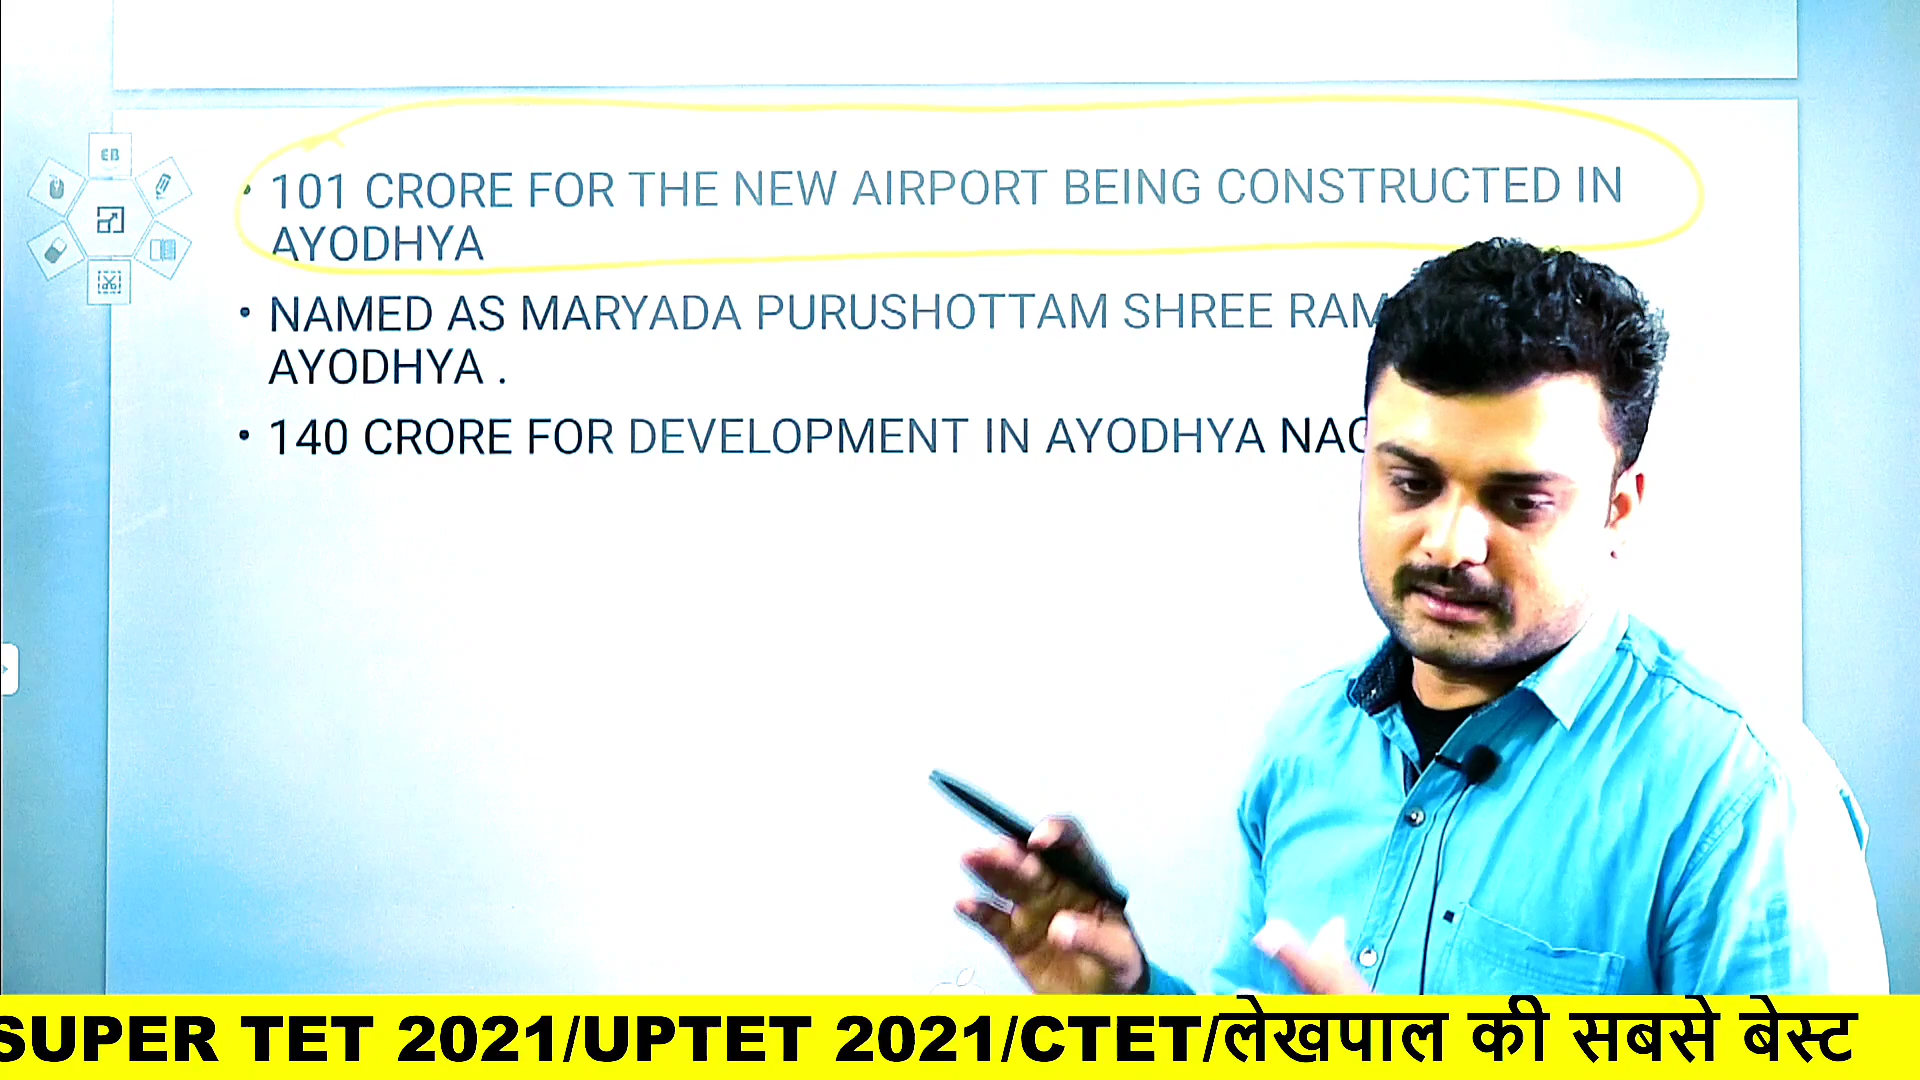 EB
• 101 CRORE FOR THE NEW AIRPORT BEING CONSTRUCTED IN
AYODHYA
• NAMED AS MARYADA PURUSHOTTAM SHREE RAM
AYODHYA .
• 140 CRORE FOR DEVELOPMENT IN AYODHYA
SUPER TET 2021/UPTET 2021/CTET/लेखपाल की सबसे बेस्ट